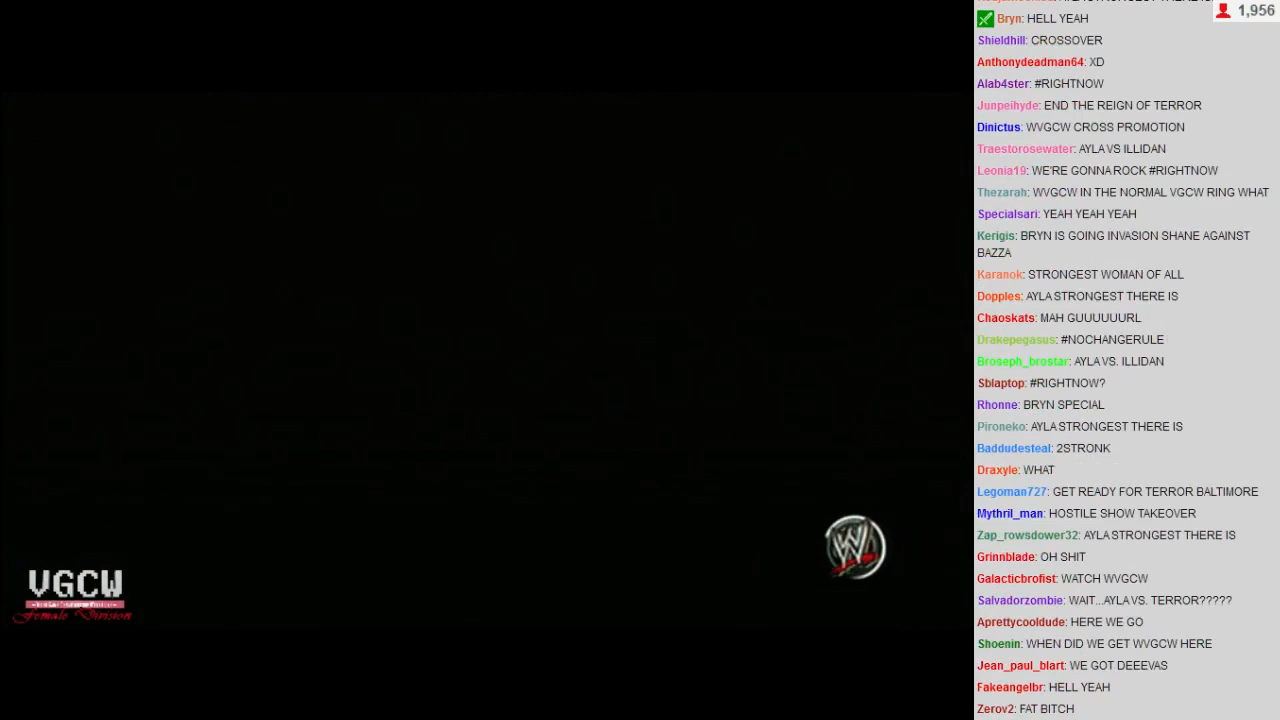 1,956
Bryn: HELL YEAH
Shieldhill: CROSSOVER
Anthonydeadman64: XD
Alab4ster: #RIGHTNOW
Junpeihyde: END THE REIGN OF TERROR
Dinictus: WVGCW CROSS PROMOTION
Traestorosewater: AYLA VS ILLIDAN
Leonia19: WE'RE GONNA ROCK #RIGHTNOW
Thezarah: WVGCW IN THE NORMAL VGCW RING WHAT
Specialsari: YEAH YEAH YEAH
Kerigis: BRYN IS GOING INVASION SHANE AGAINST
BAZZA
Karanok: STRONGEST WOMAN OF ALL
Dopples: AYLA STRONGEST THERE IS
Chaoskats: MAH GUUUUUURL
Drakepegasus: #NOCHANGERULE
Broseph_brostar: AYLA VS. ILLIDAN
Sblaptop: #RIGHTNOW?
Rhonne: BRYN SPECIAL
Pironeko: AYLA STRONGEST THERE IS
Baddudesteal: 2STRONK
Draxyle: WHAT
Legoman727: GET READY FOR TERROR BALTIMORE
Mythril_man: HOSTILE SHOW TAKEOVER
Zap_rowsdower32: AYLA STRONGEST THERE IS
Grinnblade: OH SHIT
Galacticbrofist: WATCH WVGCW
Salvadorzombie: WAIT...AYLA VS. TERROR?????
Aprettycooldude: HERE WE GO
Shoenin: WHEN DID WE GET WVGCW HERE
Jean_paul_blart: WE GOT DEEEVAS
Fakeangelbr: HELL YEAH
Zerov2: FAT BITCH
W
VGCW
Female Division